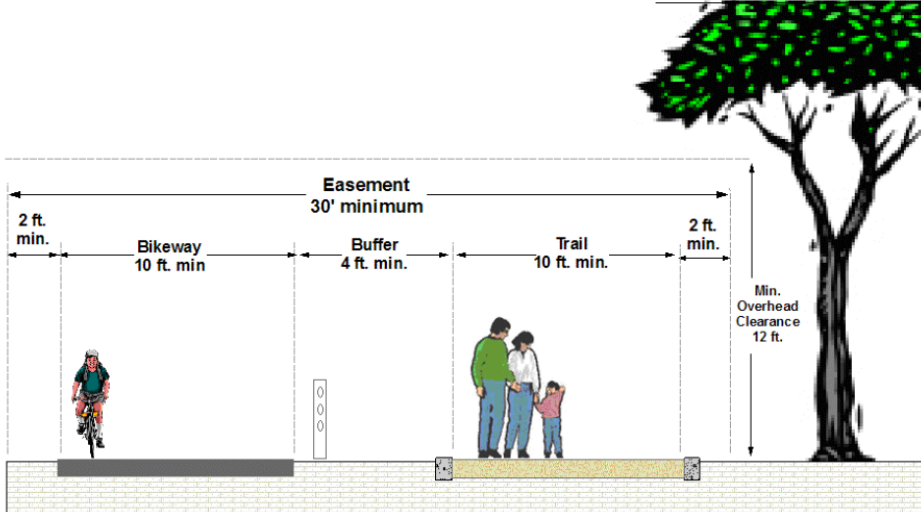 Easement
30' minimum
2 ft.
min.
Bikeway
10 ft. min
Buffer
4 ft. min.
Trail
10 ft. min.
2 ft.
min.
Min.
Overhead
Clearance
12 ft.